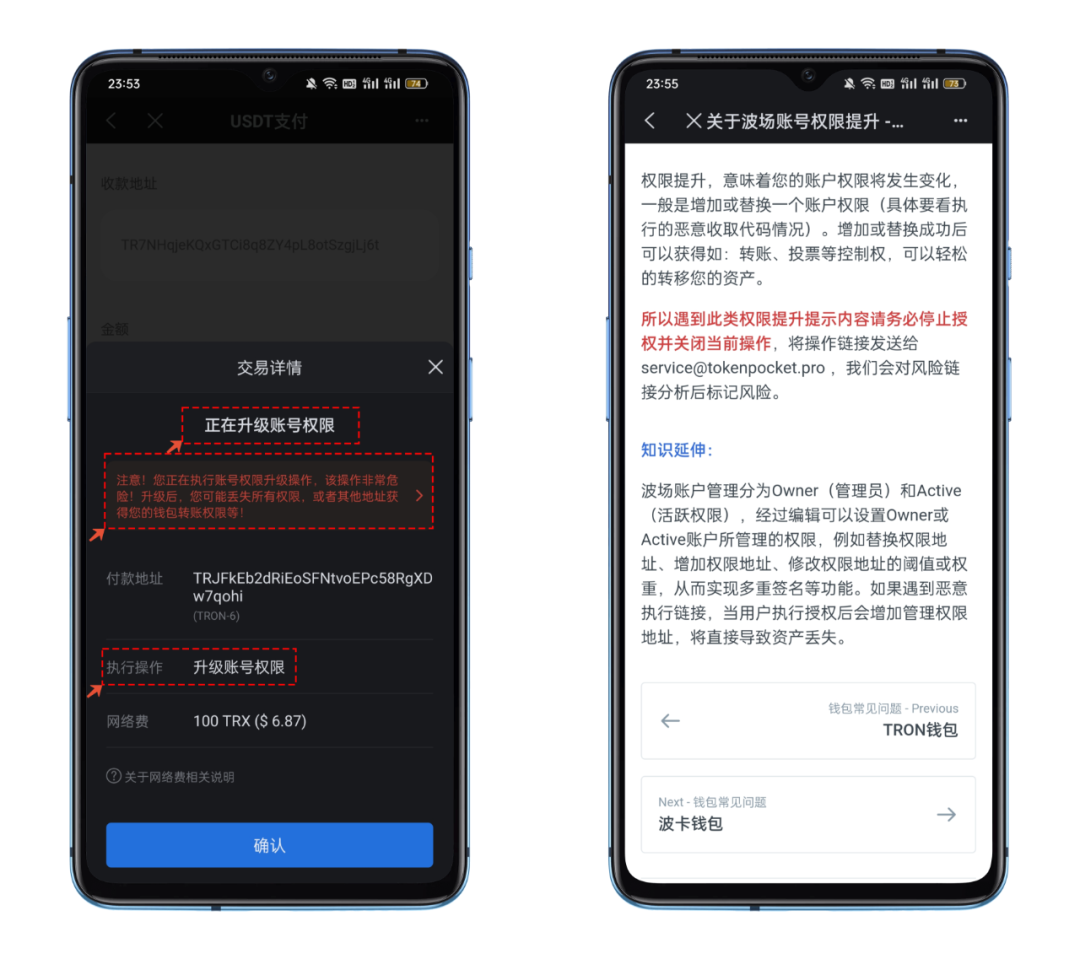 23:53
74
USDT支付
收款地址
TR7NHqjeKQxGTCi8q8ZY4pL8otSzgjLj6t
金额
交易详情
正在升级账号权限
注意！您正在执行账号权限升级操作，该操作非常危
险！升级后，您可能丢失所有权限，或者其他地址获
得您的钱包转账权限等！
付款地址
TRJFkEb2dRiEoSFNtvoEPc58RgXD
w7qohi
(TRON-6)
执行操作 升级账号权限
网络费 100 TRX ($ 6.87)
关于网络费相关说明
确认
23:55
73
关于波场账号权限提升 -...
权限提升，意味着您的账户权限将发生变化，
一般是增加或替换一个账户权限（具体要看执
行的恶意收取代码情况）。增加或替换成功后
可以获得如：转账、投票等控制权，可以轻松
的转移您的资产。
所以遇到此类权限提升提示内容请务必停止授
权并关闭当前操作，将操作链接发送给
service@tokenpocket.pro ，我们会对风险链
接分析后标记风险。
知识延伸：
波场账户管理分为Owner（管理员）和Active
（活跃权限），经过编辑可以设置Owner或
Active账户所管理的权限，例如替换权限地
址、增加权限地址、修改权限地址的阈值或权
重，从而实现多重签名等功能。如果遇到恶意
执行链接，当用户执行授权后会增加管理权限
地址，将直接导致资产丢失。
钱包常见问题 - Previous
TRON钱包
Next - 钱包常见问题
波卡钱包